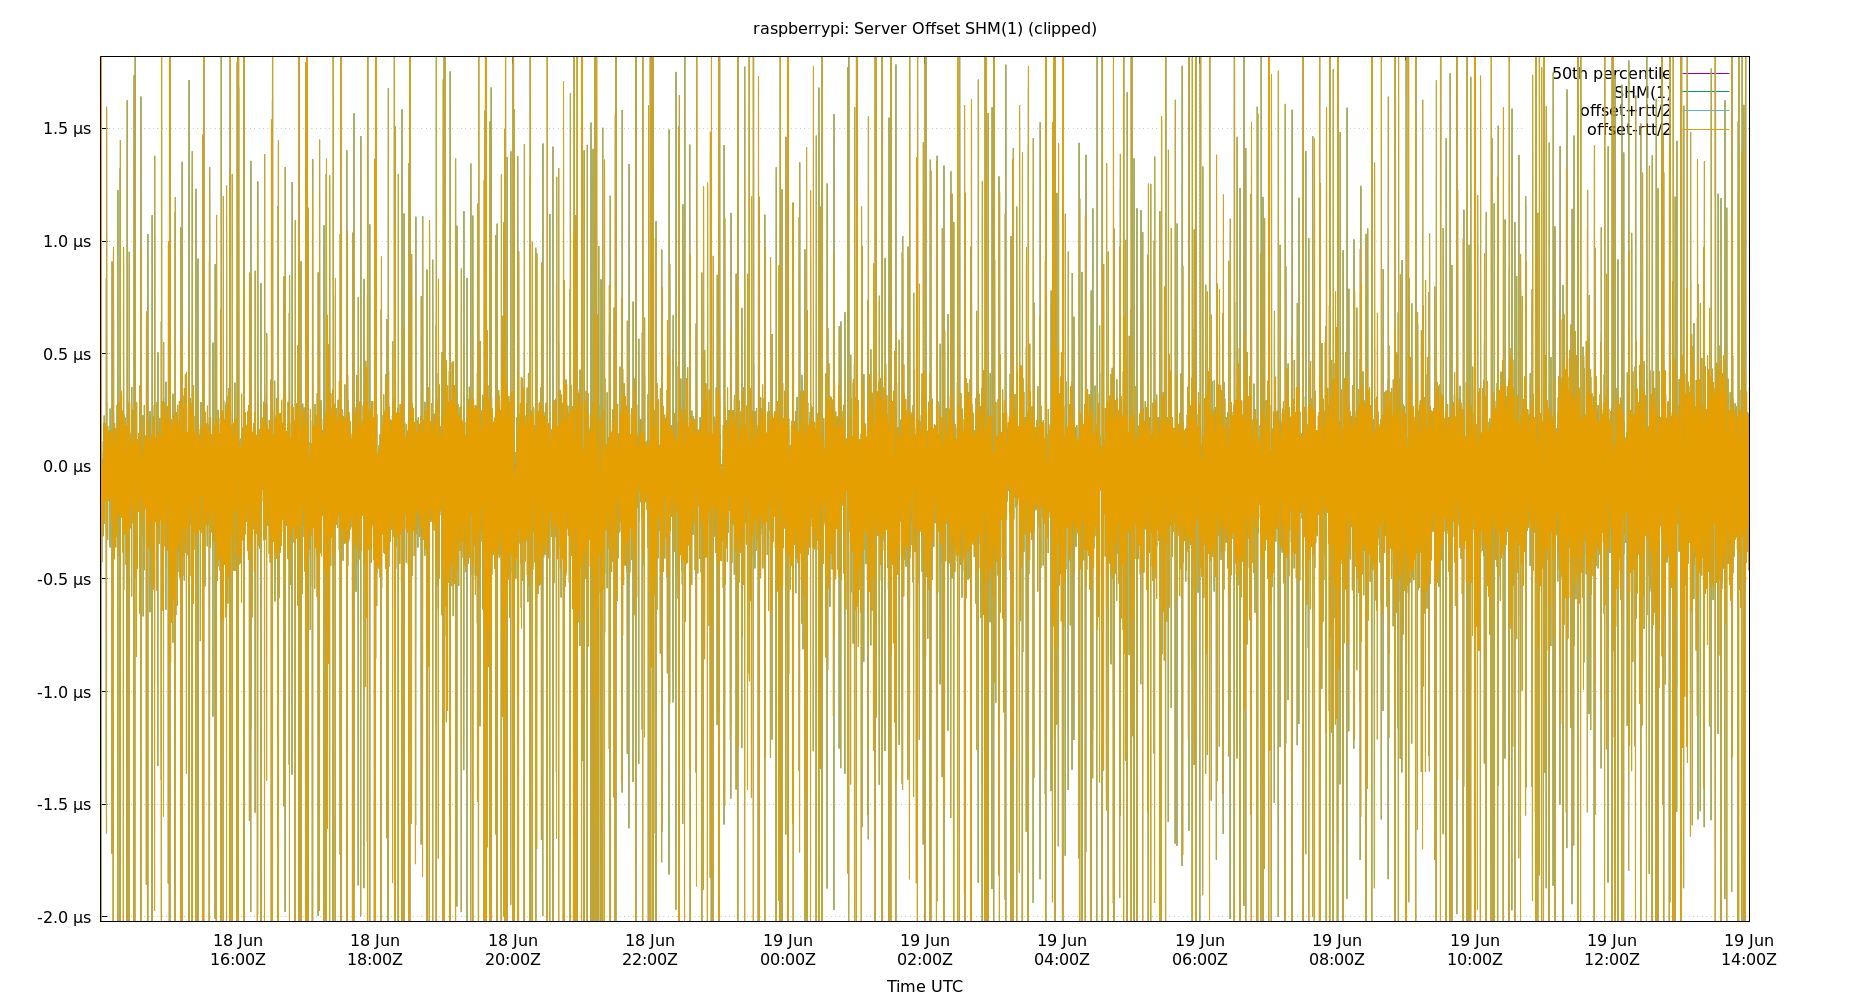 raspberrypi: Server Offset SHM(1) (clipped)
50th percentile
SHM(1)
offset+rtt/2
offset-rtt/2
1.5 µs
1.0 µs
0.5 µs
0.0 µs
-0.5 µs
-1.0 µs
-1.5 µs
-2.0 µs
18 Jun 18 Jun 18 Jun 18 Jun 19 Jun 19 Jun 19 Jun 19 Jun 19 Jun 19 Jun 19 Jun 19 Jun
16:00Z 18:00Z 20:00Z 22:00Z 00:00Z 02:00Z 04:00Z 06:00Z 08:00Z 10:00Z 12:00Z 14:00Z
Time UTC